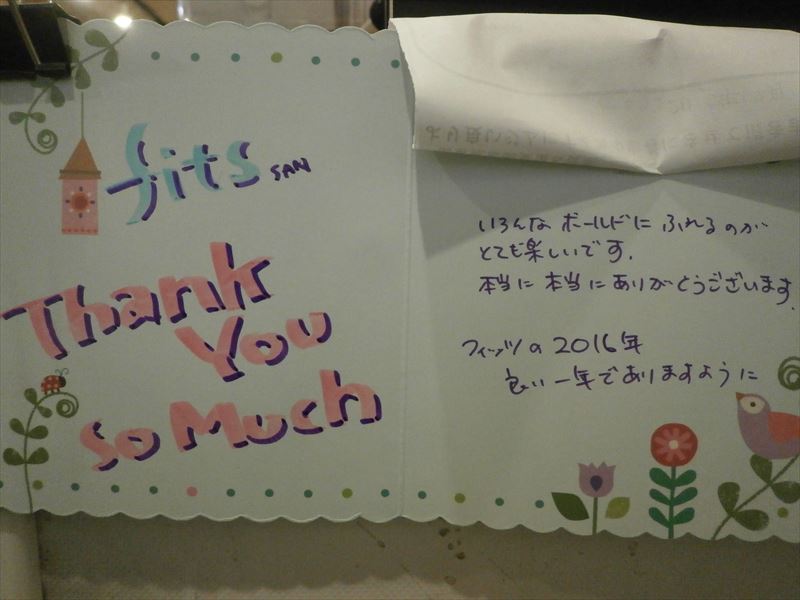 fits SAN
Thank
You
so Much
いろんな ボールドに ふれるのが
とても楽しいです.
本当に 本当に ありがとうございます.
フィッツの 2016年
良い 一年でありますように